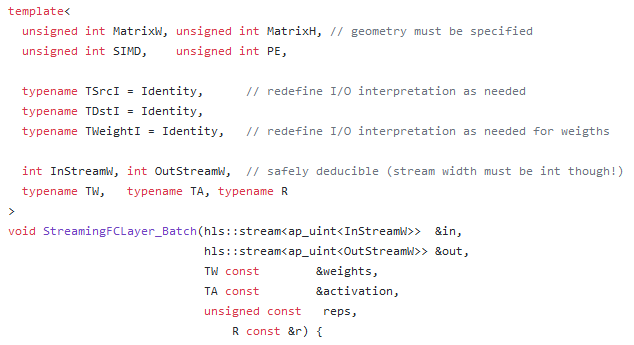 template<
  unsigned int MatrixW, unsigned int MatrixH, // geometry must be specified
  unsigned int SIMD,    unsigned int PE,
  typename TSrcI = Identity,      // redefine I/O interpretation as needed
  typename TDstI = Identity,
  typename TWeightI = Identity,   // redefine I/O interpretation as needed for weigths
  int InStreamW, int OutStreamW,  // safely deducible (stream width must be int though!)
  typename TW,   typename TA, typename R
>
void StreamingFCLayer_Batch(hls::stream<ap_uint<InStreamW>>  &in,
                            hls::stream<ap_uint<OutStreamW>> &out,
                            TW const        &weights,
                            TA const        &activation,
                            unsigned const   reps,
                                R const &r) {